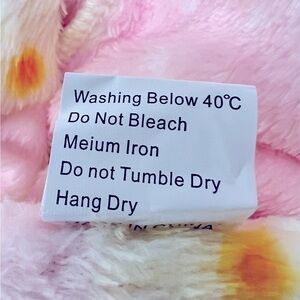 Washing Below 40℃
Do Not Bleach
Meium Iron
Do not Tumble Dry
Hang Dry